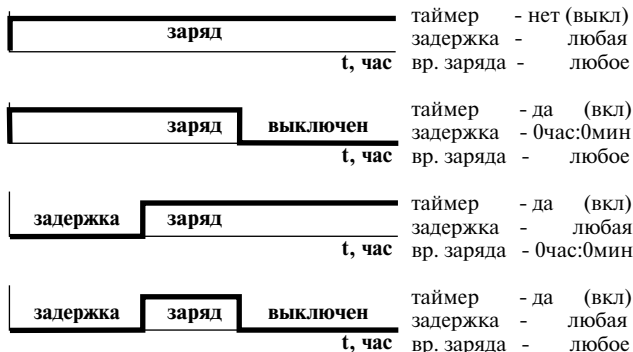 таймер - нет (выкл)
заряд задержка - любая
t, час вр. заряда - любое
таймер - да (вкл)
заряд выключен задержка - 0час:0мин
t, час вр. заряда - любое
таймер - да (вкл)
задержка заряд задержка - любая
t, час вр. заряда - 0час:0мин
таймер - да (вкл)
задержка заряд выключен задержка - любая
t, час вр. заряда - любое